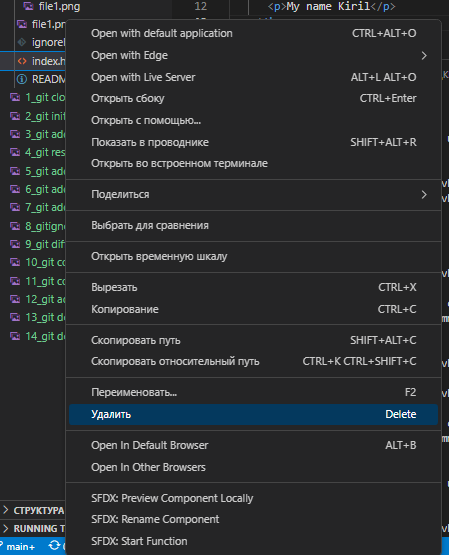 file1.png
12 <p>My name Kiril</p>
13
file1.pn
Open with default application CTRL+ALT+O
ignore
Open with Edge
index.h
Open with Live Server ALT+L ALT+O
README
1_git clo
Открыть сбоку CTRL+Enter
2_git init
Открыть с помощью...
3_git add
Показать в проводнике SHIFT+ALT+R
4_git res
Открыть во встроенном терминале
5_git add
6_git add
Поделиться
7_git add
8_gitign
Выбрать для сравнения
9_git diff
10_git co
Открыть временную шкалу
11_git co
Вырезать CTRL+X
12_git ad
Копирование CTRL+C
13_git de
14_git de
Скопировать путь SHIFT+ALT+C
Скопировать относительный путь CTRL+K CTRL+SHIFT+C
Переименовать... F2
Удалить Delete
Open In Default Browser ALT+B
Open In Other Browsers
SFDX: Preview Component Locally
СТРУКТУРА
SFDX: Rename Component
RUNNING T
SFDX: Start Function
main+